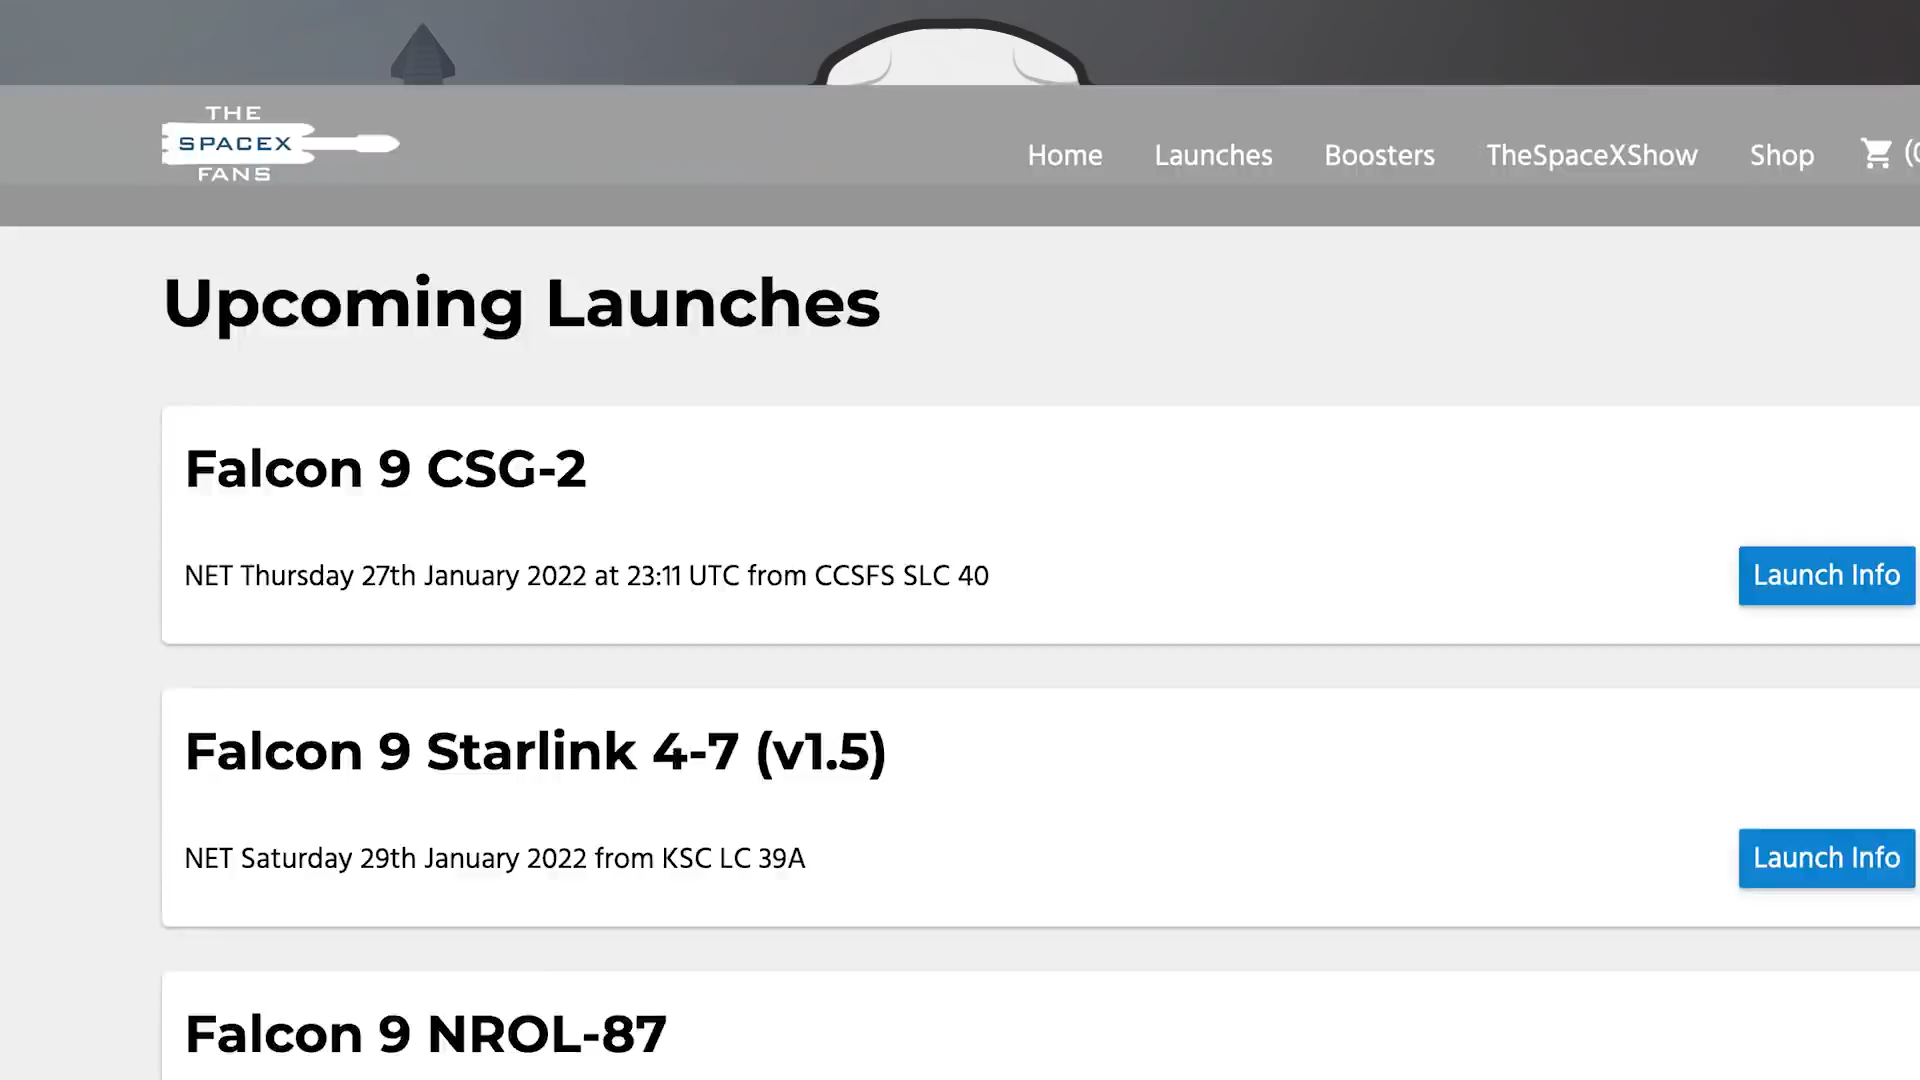 THE
SPACEX
FANS
Home Launches Boosters TheSpaceXShow Shop
Upcoming Launches
Falcon 9 CSG-2
NET Thursday 27th January 2022 at 23:11 UTC from CCSFS SLC 40
Launch Info
Falcon 9 Starlink 4-7 (v1.5)
NET Saturday 29th January 2022 from KSC LC 39A
Launch Info
Falcon 9 NROL-87